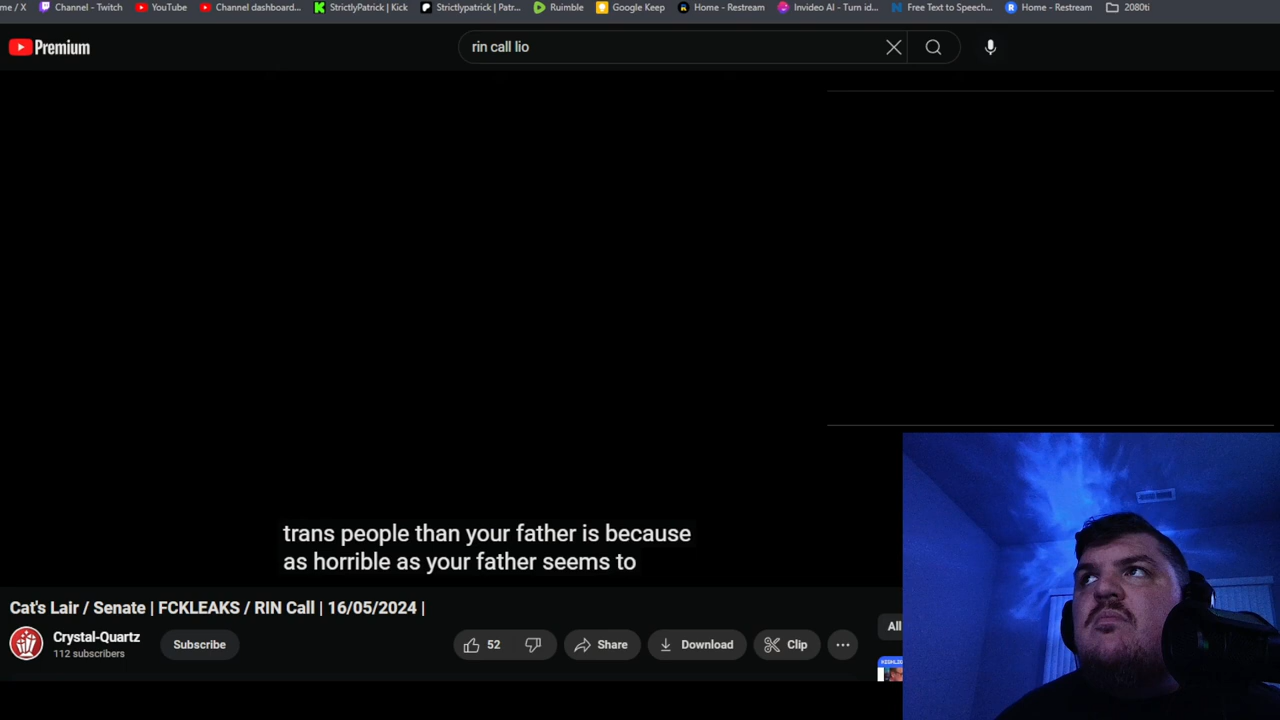 me / X Channel - Twitch YouTube Channel dashboard... StrictlyPatrick | Kick Strictlypatrick | Patr... Rumble Google Keep Home - Restream Invideo AI - Turn id... Free Text to Speech... Home - Restream 2080ti
Premium
rin call lio
trans people than your father is because
as horrible as your father seems to
Cat's Lair / Senate | FCKLEAKS / RIN Call | 16/05/2024 |
Crystal-Quartz
112 subscribers
Subscribe
52
Share
Download
Clip
All